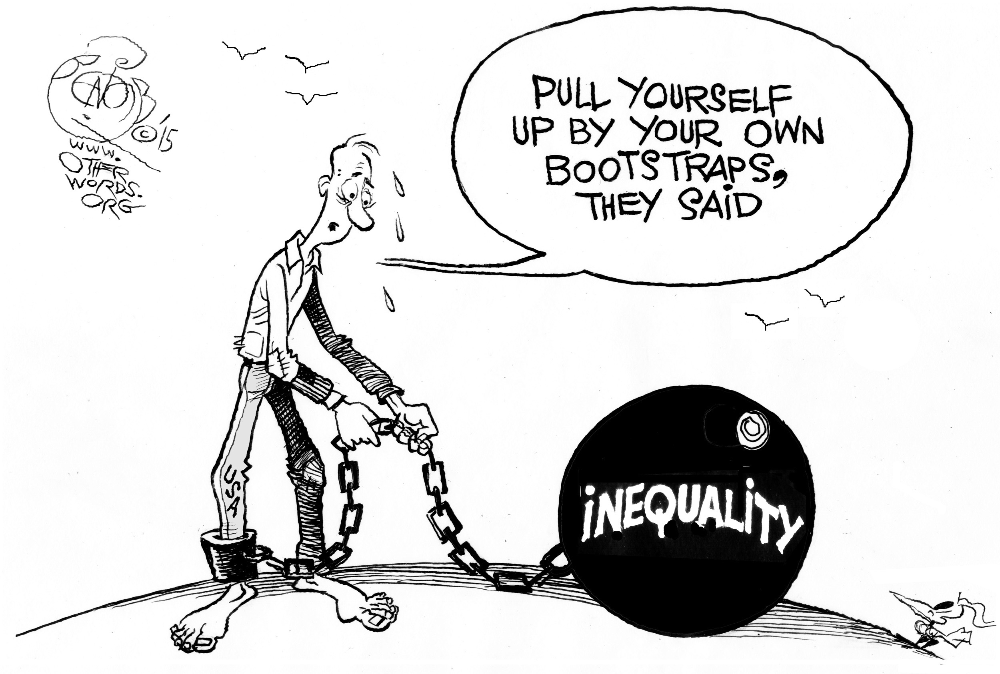 ©'15
www.
OTHER
WORDS.
ORG
PULL YOURSELF
UP BY YOUR OWN
BOOTSTRAPS,
THEY SAiD
USA
iNEQUALiTY